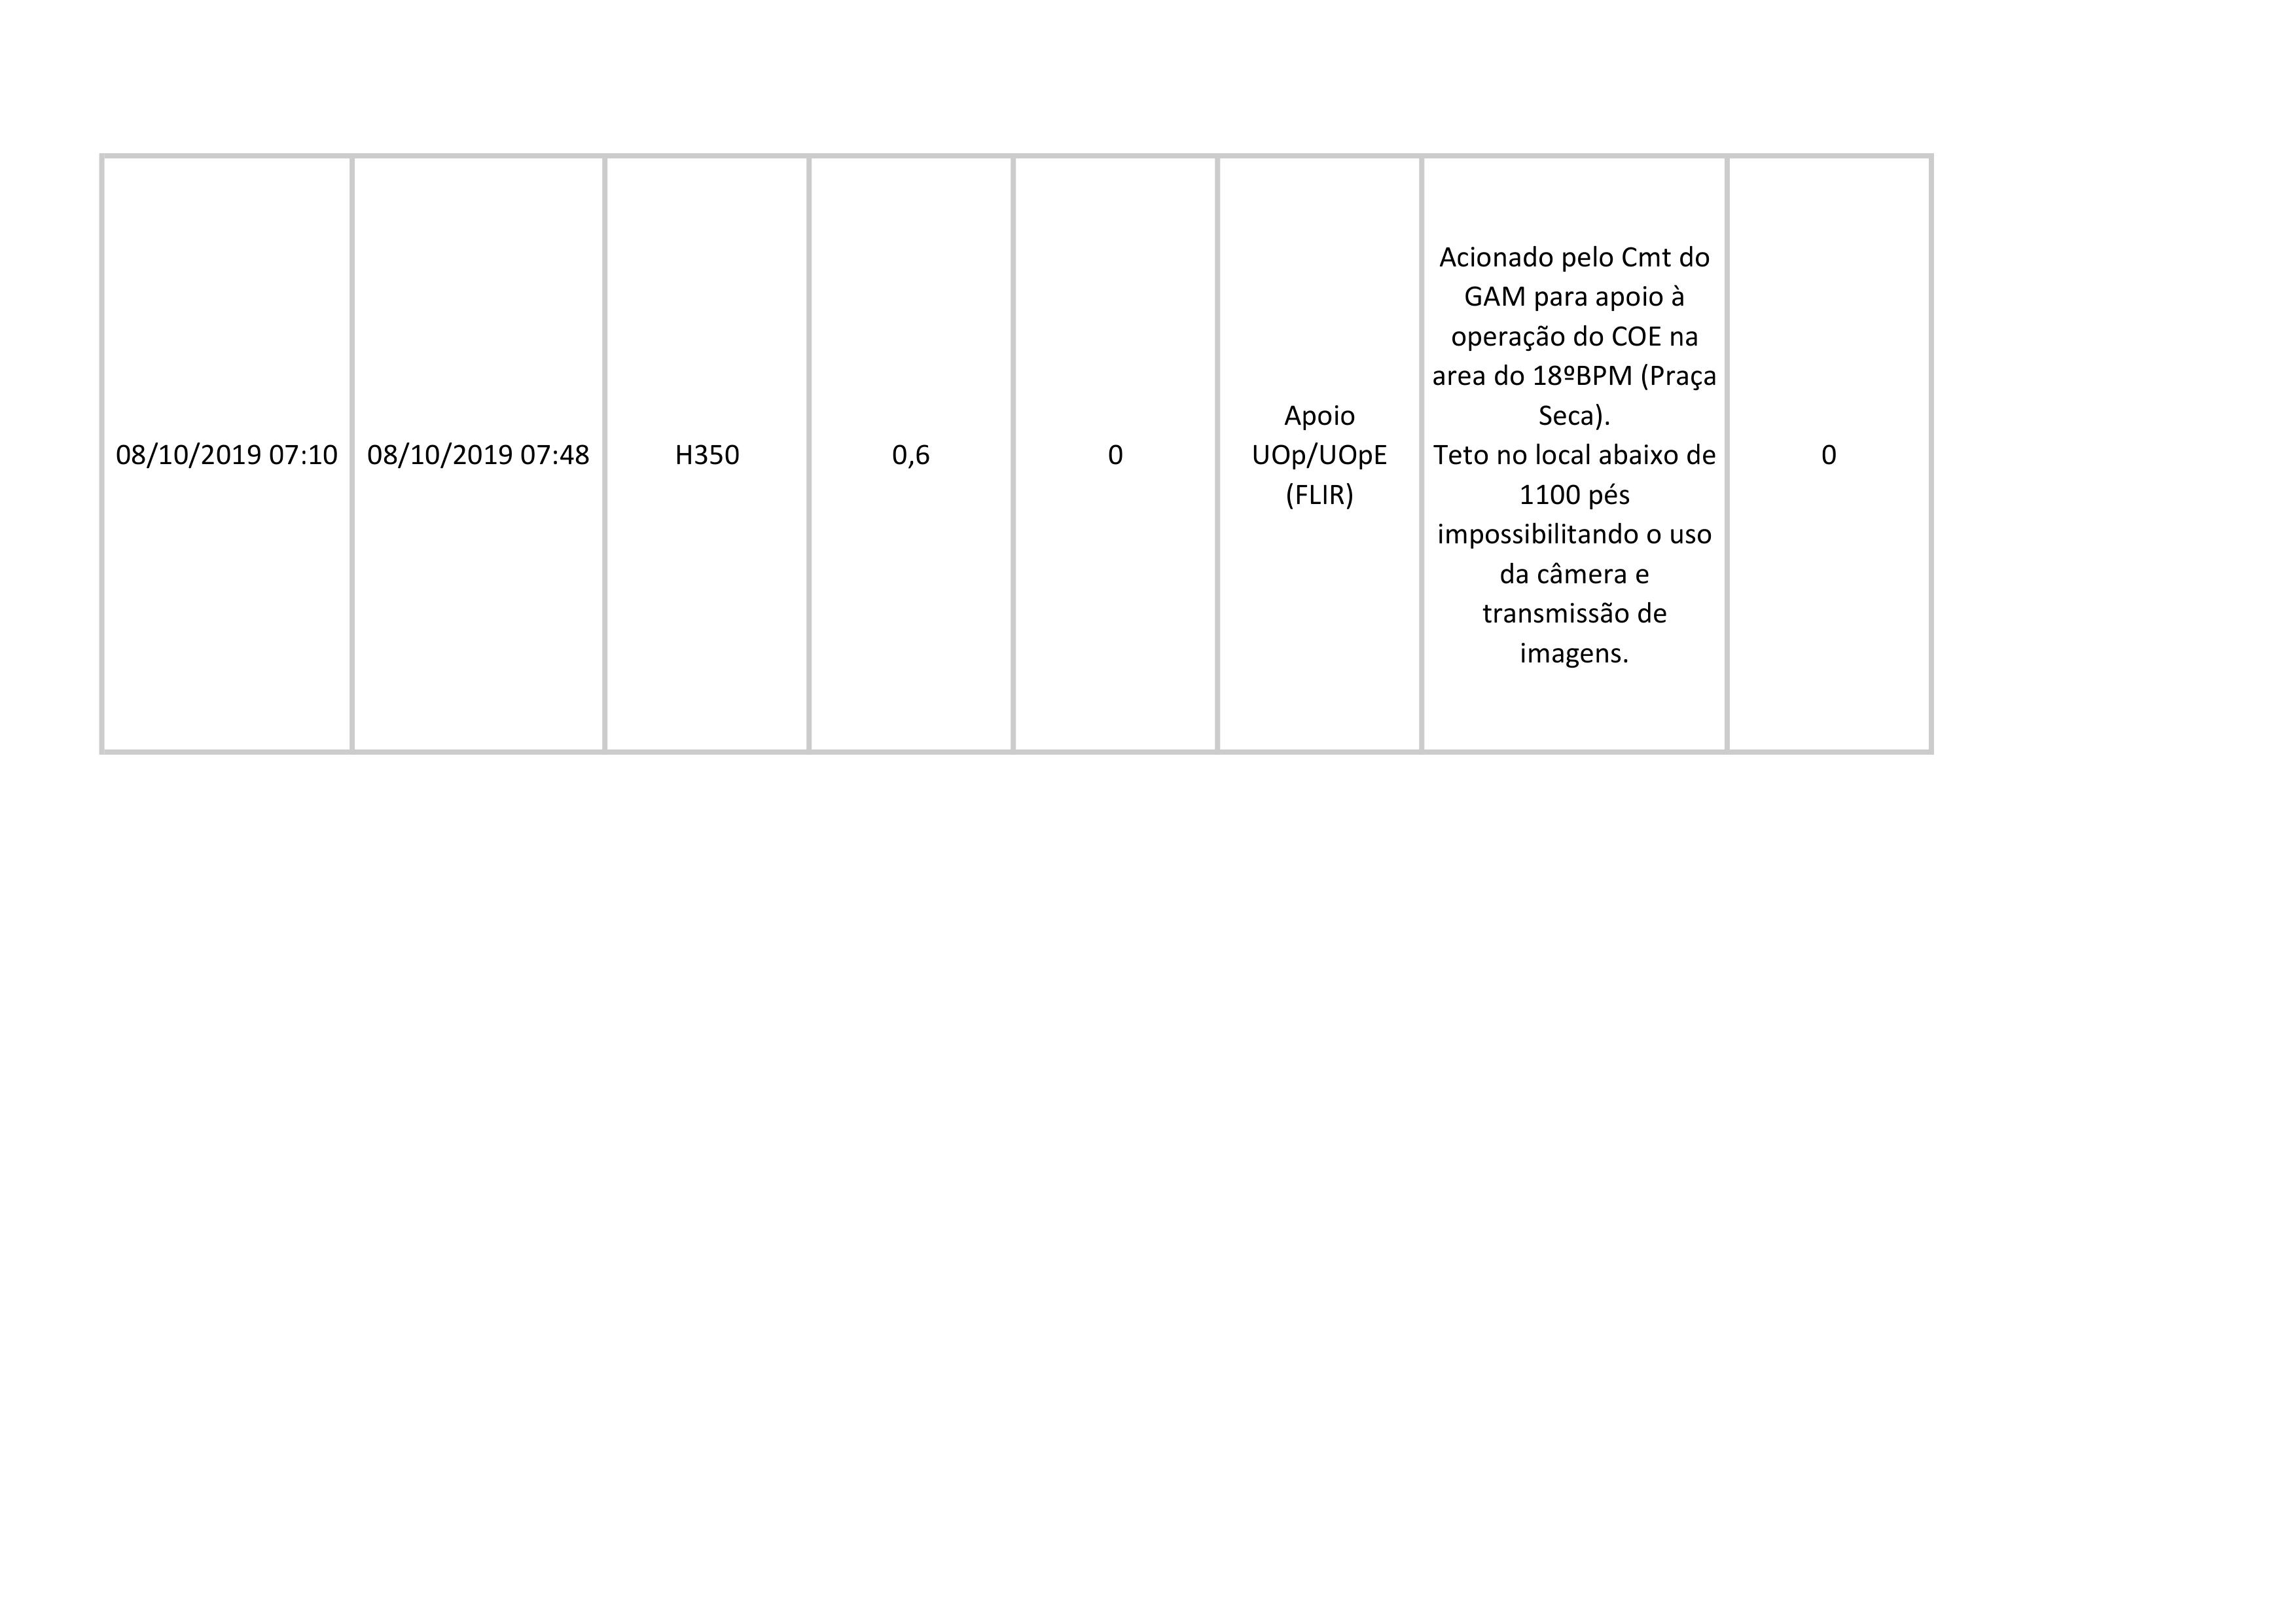 08/10/2019 07:10
08/10/2019 07:48
H350
0,6
0
Apoio
UOp/UOpE
(FLIR)
Acionado pelo Cmt do
GAM para apoio à
operação do COE na
area do 18ºBPM (Praça
Seca).
Teto no local abaixo de
1100 pés
impossibilitando o uso
da câmera e
transmissão de
imagens.
0